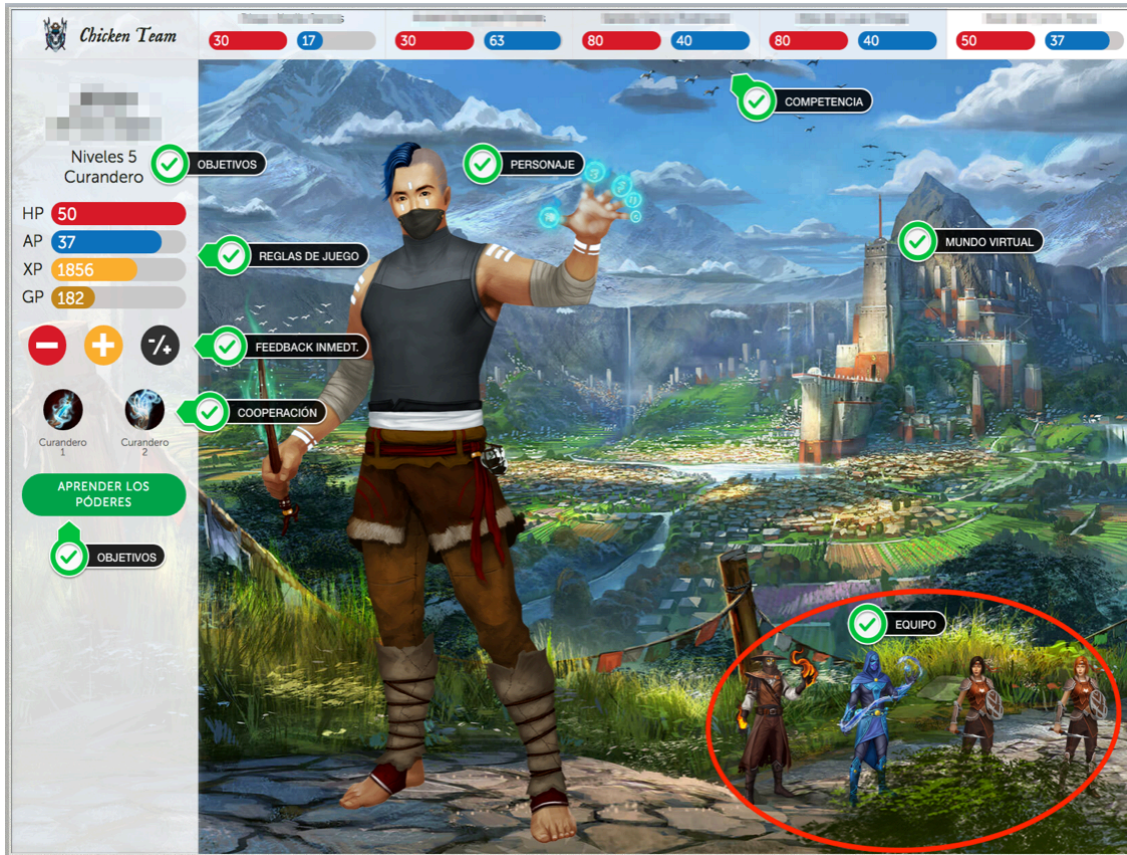 Chicken Team
30 17
30 63
80 40
80 40
50 37
Niveles 5
Curandero
HP 50
AP 37
XP 1856
GP 182
Curandero
1
Curandero
2
APRENDER LOS
PÓDERES
OBJETIVOS
OBJETIVOS
PERSONAJE
COMPETENCIA
MUNDO VIRTUAL
REGLAS DE JUEGO
FEEDBACK INMEDT.
COOPERACIÓN
EQUIPO